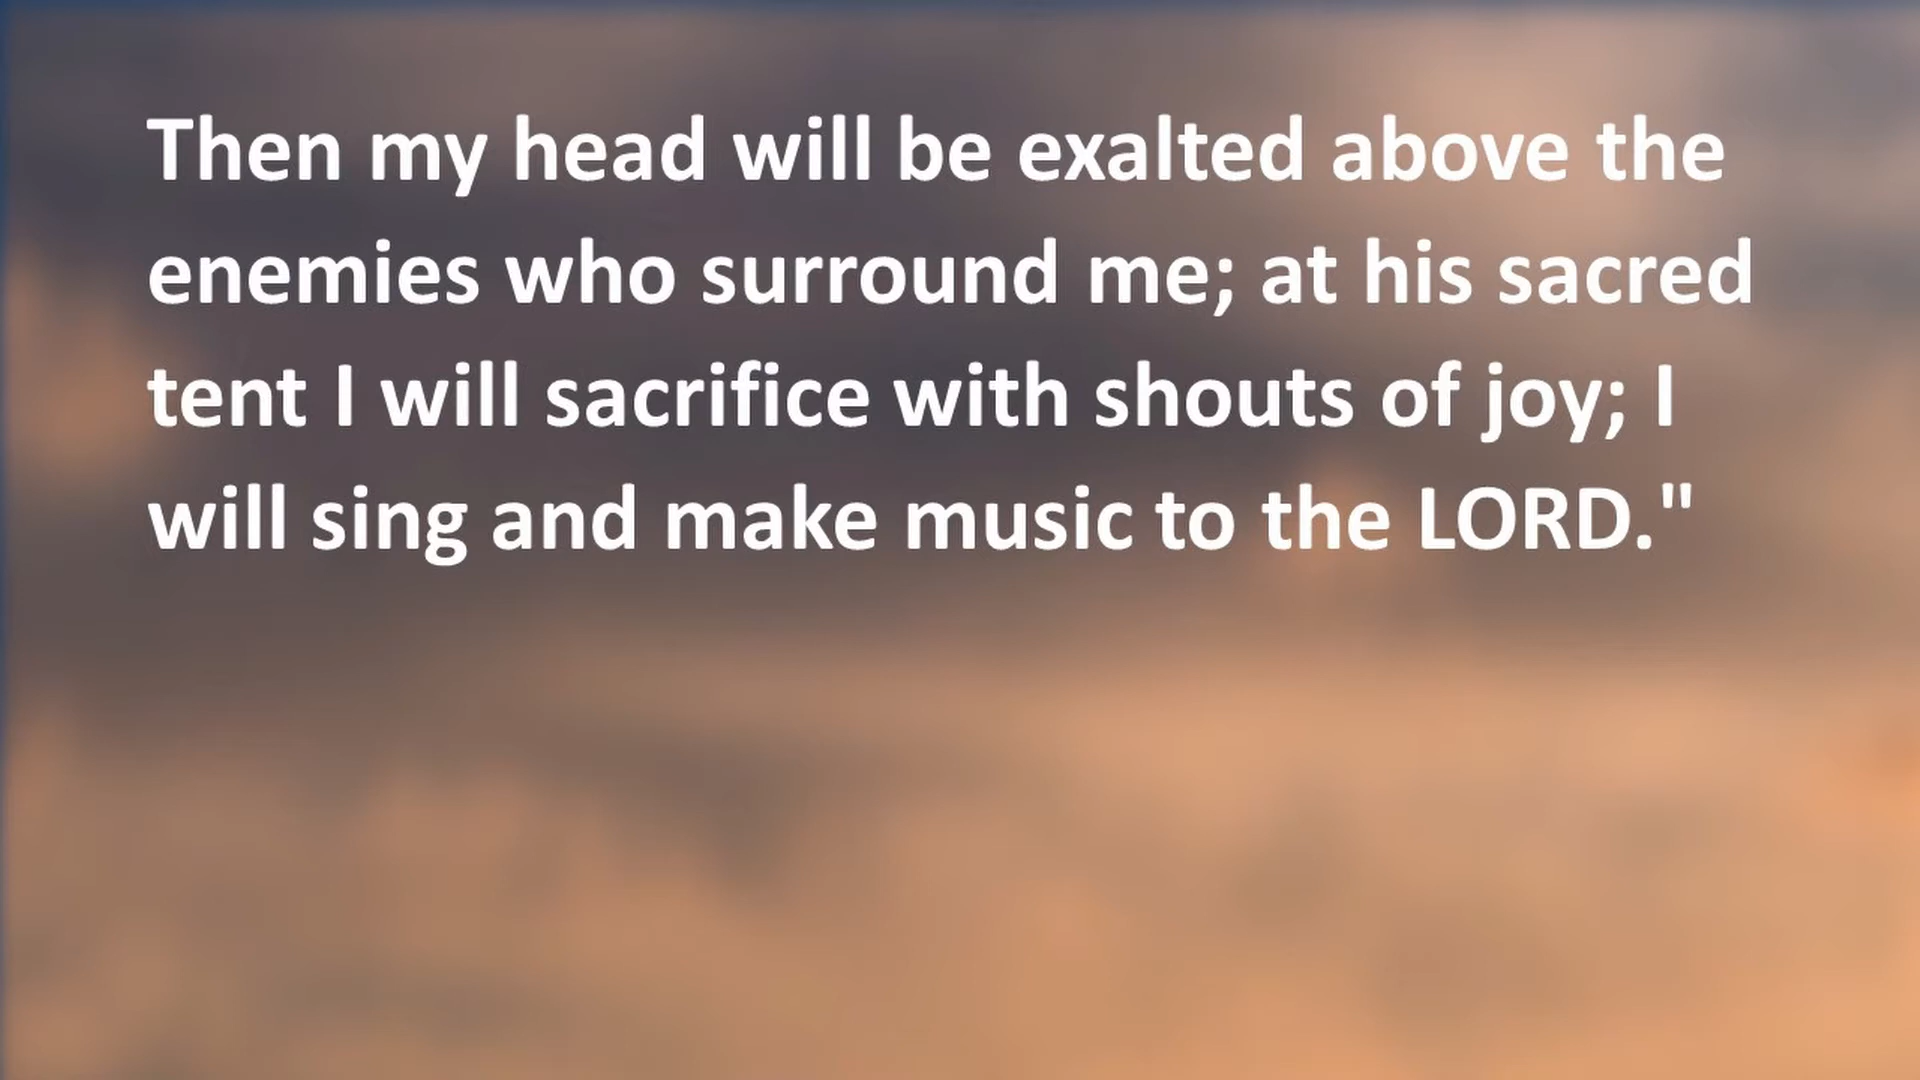 Then my head will be exalted above the
enemies who surround me; at his sacred
tent I will sacrifice with shouts of joy; I
will sing and make music to the LORD."